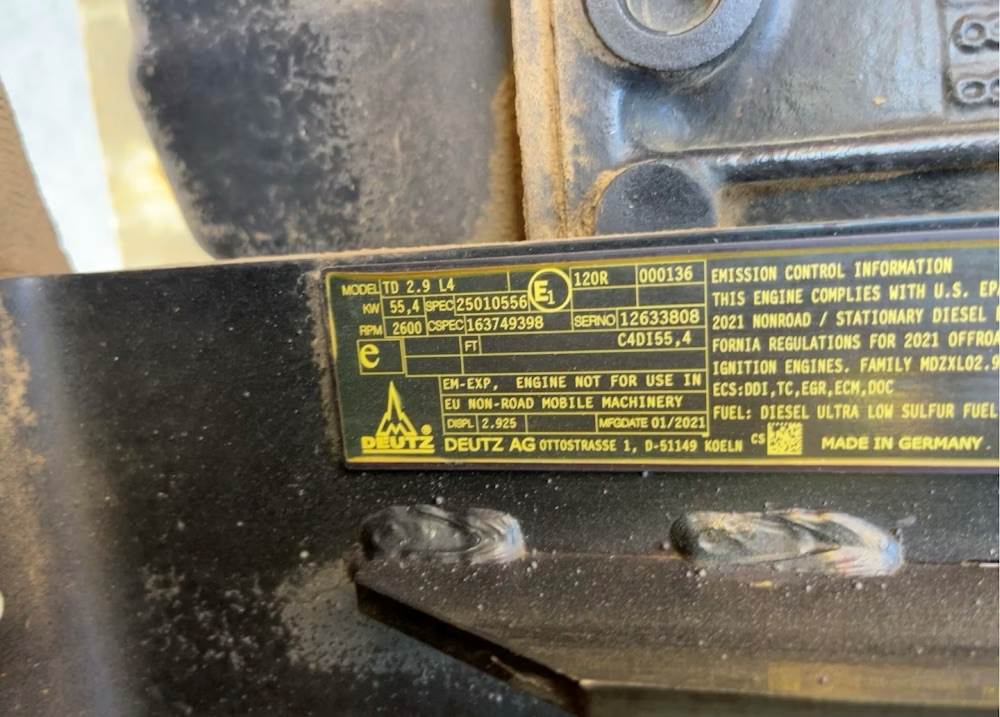 MODEL TD 2.9 L4 E1 120R 000136
KW 55,4 SPEC 25010556
RPM 2600 CSPEC 163749398 SERNO 12633808
e FT C4DI55,4
EM-EXP, ENGINE NOT FOR USE IN
EU NON-ROAD MOBILE MACHINERY
DISPL 2.925 MFGDATE 01/2021
DEUTZ DEUTZ AG OTTOSTRASSE 1, D-51149 KOELN CS
EMISSION CONTROL INFORMATION
THIS ENGINE COMPLIES WITH U.S. EP
2021 NONROAD / STATIONARY DIESEL
FORNIA REGULATIONS FOR 2021 OFFROA
IGNITION ENGINES. FAMILY MDZXL02.9
ECS:DDI,TC,EGR,ECM,DOC
FUEL: DIESEL ULTRA LOW SULFUR FUEL
MADE IN GERMANY